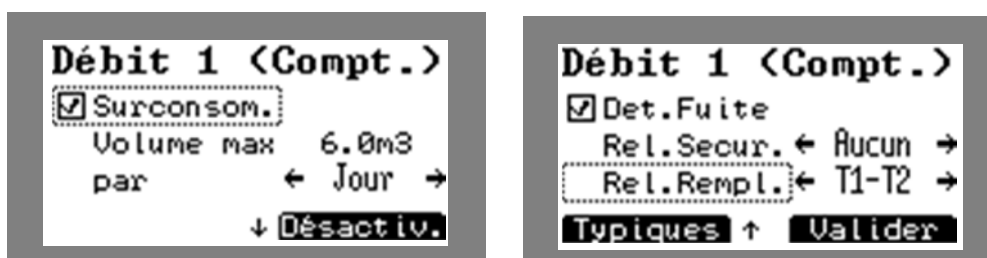 Débit 1 (Compt.)
Surconsom.
Volume max 6.0m3
par ← Jour →
↓ Désactiv.
Débit 1 (Compt.)
Det.Fuite
Rel.Secur. ← Aucun →
Rel.Rempl. ← T1-T2 →
Typiques ↑ Valider